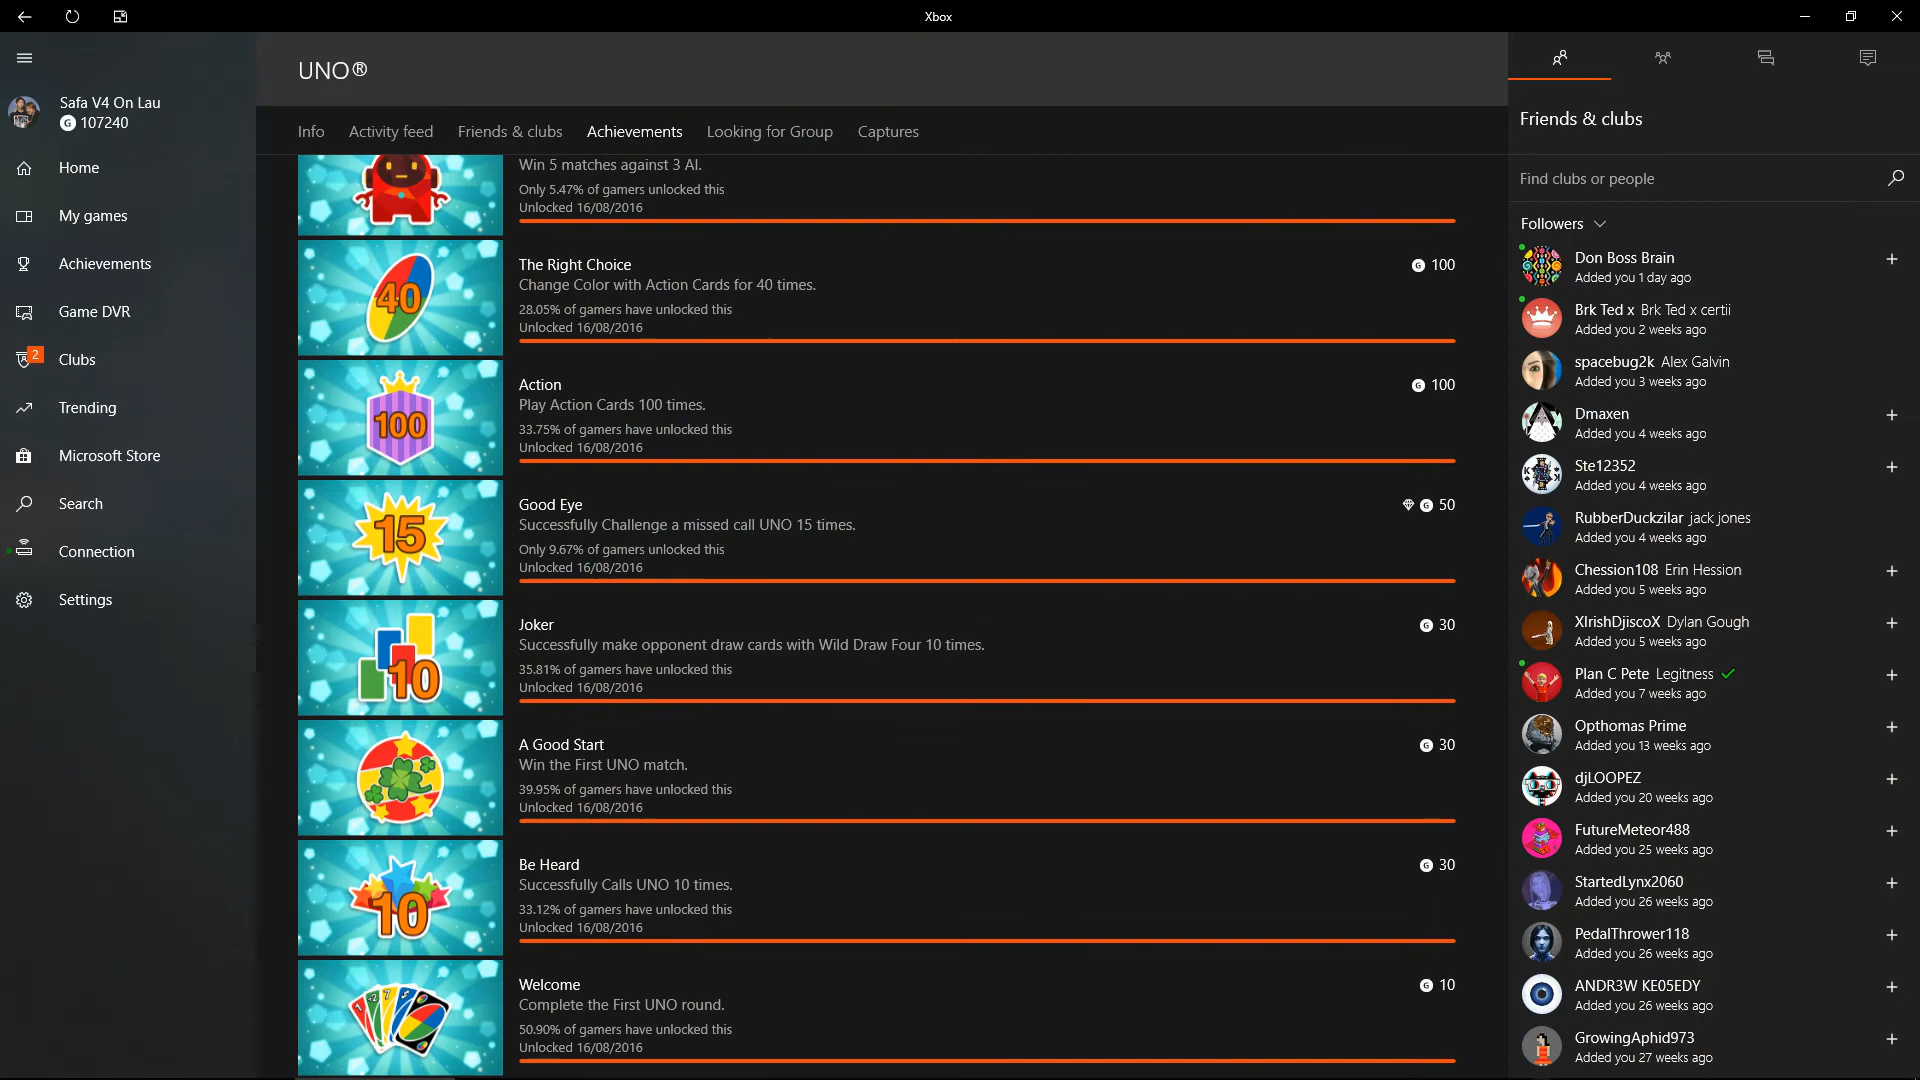 Xbox
Safa V4 On Lau
G 107240
Home
My games
Achievements
Game DVR
2
Clubs
Trending
Microsoft Store
Search
Connection
Settings
UNO®
Info Activity feed Friends & clubs Achievements Looking for Group Captures
Win 5 matches against 3 AI.
Only 5.47% of gamers unlocked this
Unlocked 16/08/2016
40
The Right Choice
G 100
Change Color with Action Cards for 40 times.
28.05% of gamers have unlocked this
Unlocked 16/08/2016
100
Action
G 100
Play Action Cards 100 times.
33.75% of gamers have unlocked this
Unlocked 16/08/2016
15
Good Eye
G 50
Successfully Challenge a missed call UNO 15 times.
Only 9.67% of gamers unlocked this
Unlocked 16/08/2016
10
Joker
G 30
Successfully make opponent draw cards with Wild Draw Four 10 times.
35.81% of gamers have unlocked this
Unlocked 16/08/2016
A Good Start
G 30
Win the First UNO match.
39.95% of gamers have unlocked this
Unlocked 16/08/2016
10
Be Heard
G 30
Successfully Calls UNO 10 times.
33.12% of gamers have unlocked this
Unlocked 16/08/2016
Welcome
G 10
Complete the First UNO round.
50.90% of gamers have unlocked this
Unlocked 16/08/2016
Friends & clubs
Find clubs or people
Followers
Don Boss Brain
Added you 1 day ago
Brk Ted x Brk Ted x certii
Added you 2 weeks ago
spacebug2k Alex Galvin
Added you 3 weeks ago
Dmaxen
Added you 4 weeks ago
Ste12352
Added you 4 weeks ago
RubberDuckzilar jack jones
Added you 4 weeks ago
Chession108 Erin Hession
Added you 5 weeks ago
XIrishDjiscoX Dylan Gough
Added you 5 weeks ago
Plan C Pete Legitness
Added you 7 weeks ago
Opthomas Prime
Added you 13 weeks ago
djLOOPEZ
Added you 20 weeks ago
FutureMeteor488
Added you 25 weeks ago
StartedLynx2060
Added you 26 weeks ago
PedalThrower118
Added you 26 weeks ago
ANDR3W KE05EDY
Added you 26 weeks ago
GrowingAphid973
Added you 27 weeks ago